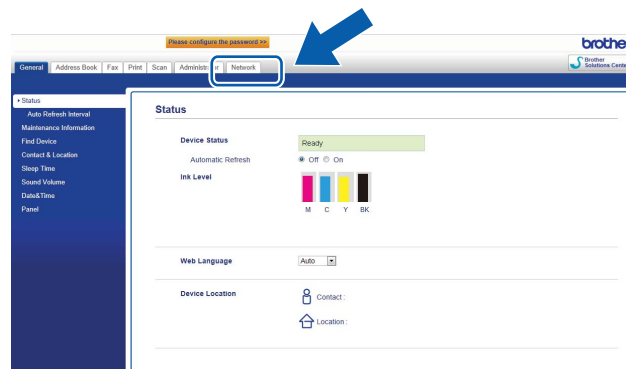 Please configure the password >>
brothe
General Address Book Fax Print Scan Administrator Network
Brother
Solutions Cente
Status
Auto Refresh Interval
Maintenance Information
Find Device
Contact & Location
Sleep Time
Sound Volume
Date&Time
Panel
Status
Device Status Ready
Automatic Refresh Off On
Ink Level
M C Y BK
Web Language Auto
Device Location Contact :
Location :